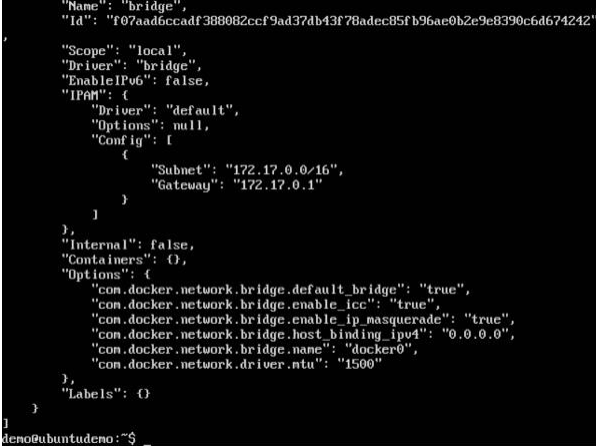 "Name": "bridge",
"Id": "f07aad6ccadf388082ccf9ad37db43f78adec85fb96ae0b2e9e8390c6d674242"
,
"Scope": "local",
"Driver": "bridge",
"EnableIPv6": false,
"IPAM": {
"Driver": "default",
"Options": null,
"Config": [
{
"Subnet": "172.17.0.0/16",
"Gateway": "172.17.0.1"
}
]
},
"Internal": false,
"Containers": {},
"Options": {
"com.docker.network.bridge.default_bridge": "true",
"com.docker.network.bridge.enable_icc": "true",
"com.docker.network.bridge.enable_ip_masquerade": "true",
"com.docker.network.bridge.host_binding_ipv4": "0.0.0.0",
"com.docker.network.bridge.name": "docker0",
"com.docker.network.driver.mtu": "1500"
},
"Labels": {}
}
]
demo@ubuntudemo:~$ _